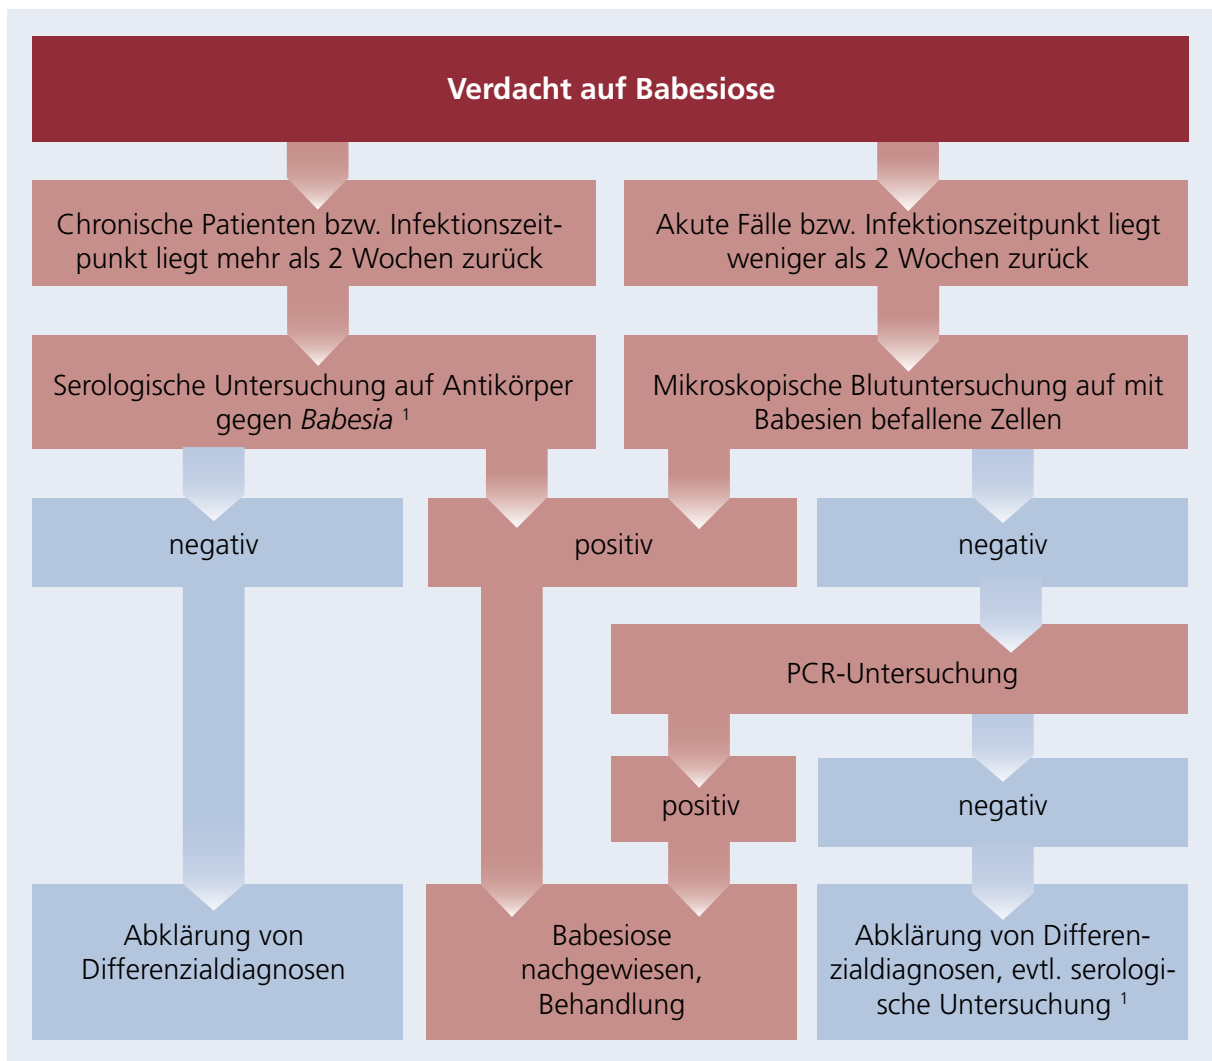 Verdacht auf Babesiose
Chronische Patienten bzw. Infektionszeit-
punkt liegt mehr als 2 Wochen zurück
Akute Fälle bzw. Infektionszeitpunkt liegt
weniger als 2 Wochen zurück
Serologische Untersuchung auf Antikörper
gegen Babesia ¹
Mikroskopische Blutuntersuchung auf mit
Babesien befallene Zellen
negativ
positiv
negativ
PCR-Untersuchung
positiv
negativ
Abklärung von
Differenzialdiagnosen
Babesiose
nachgewiesen,
Behandlung
Abklärung von Differen-
zialdiagnosen, evtl. serologi-
sche Untersuchung ¹